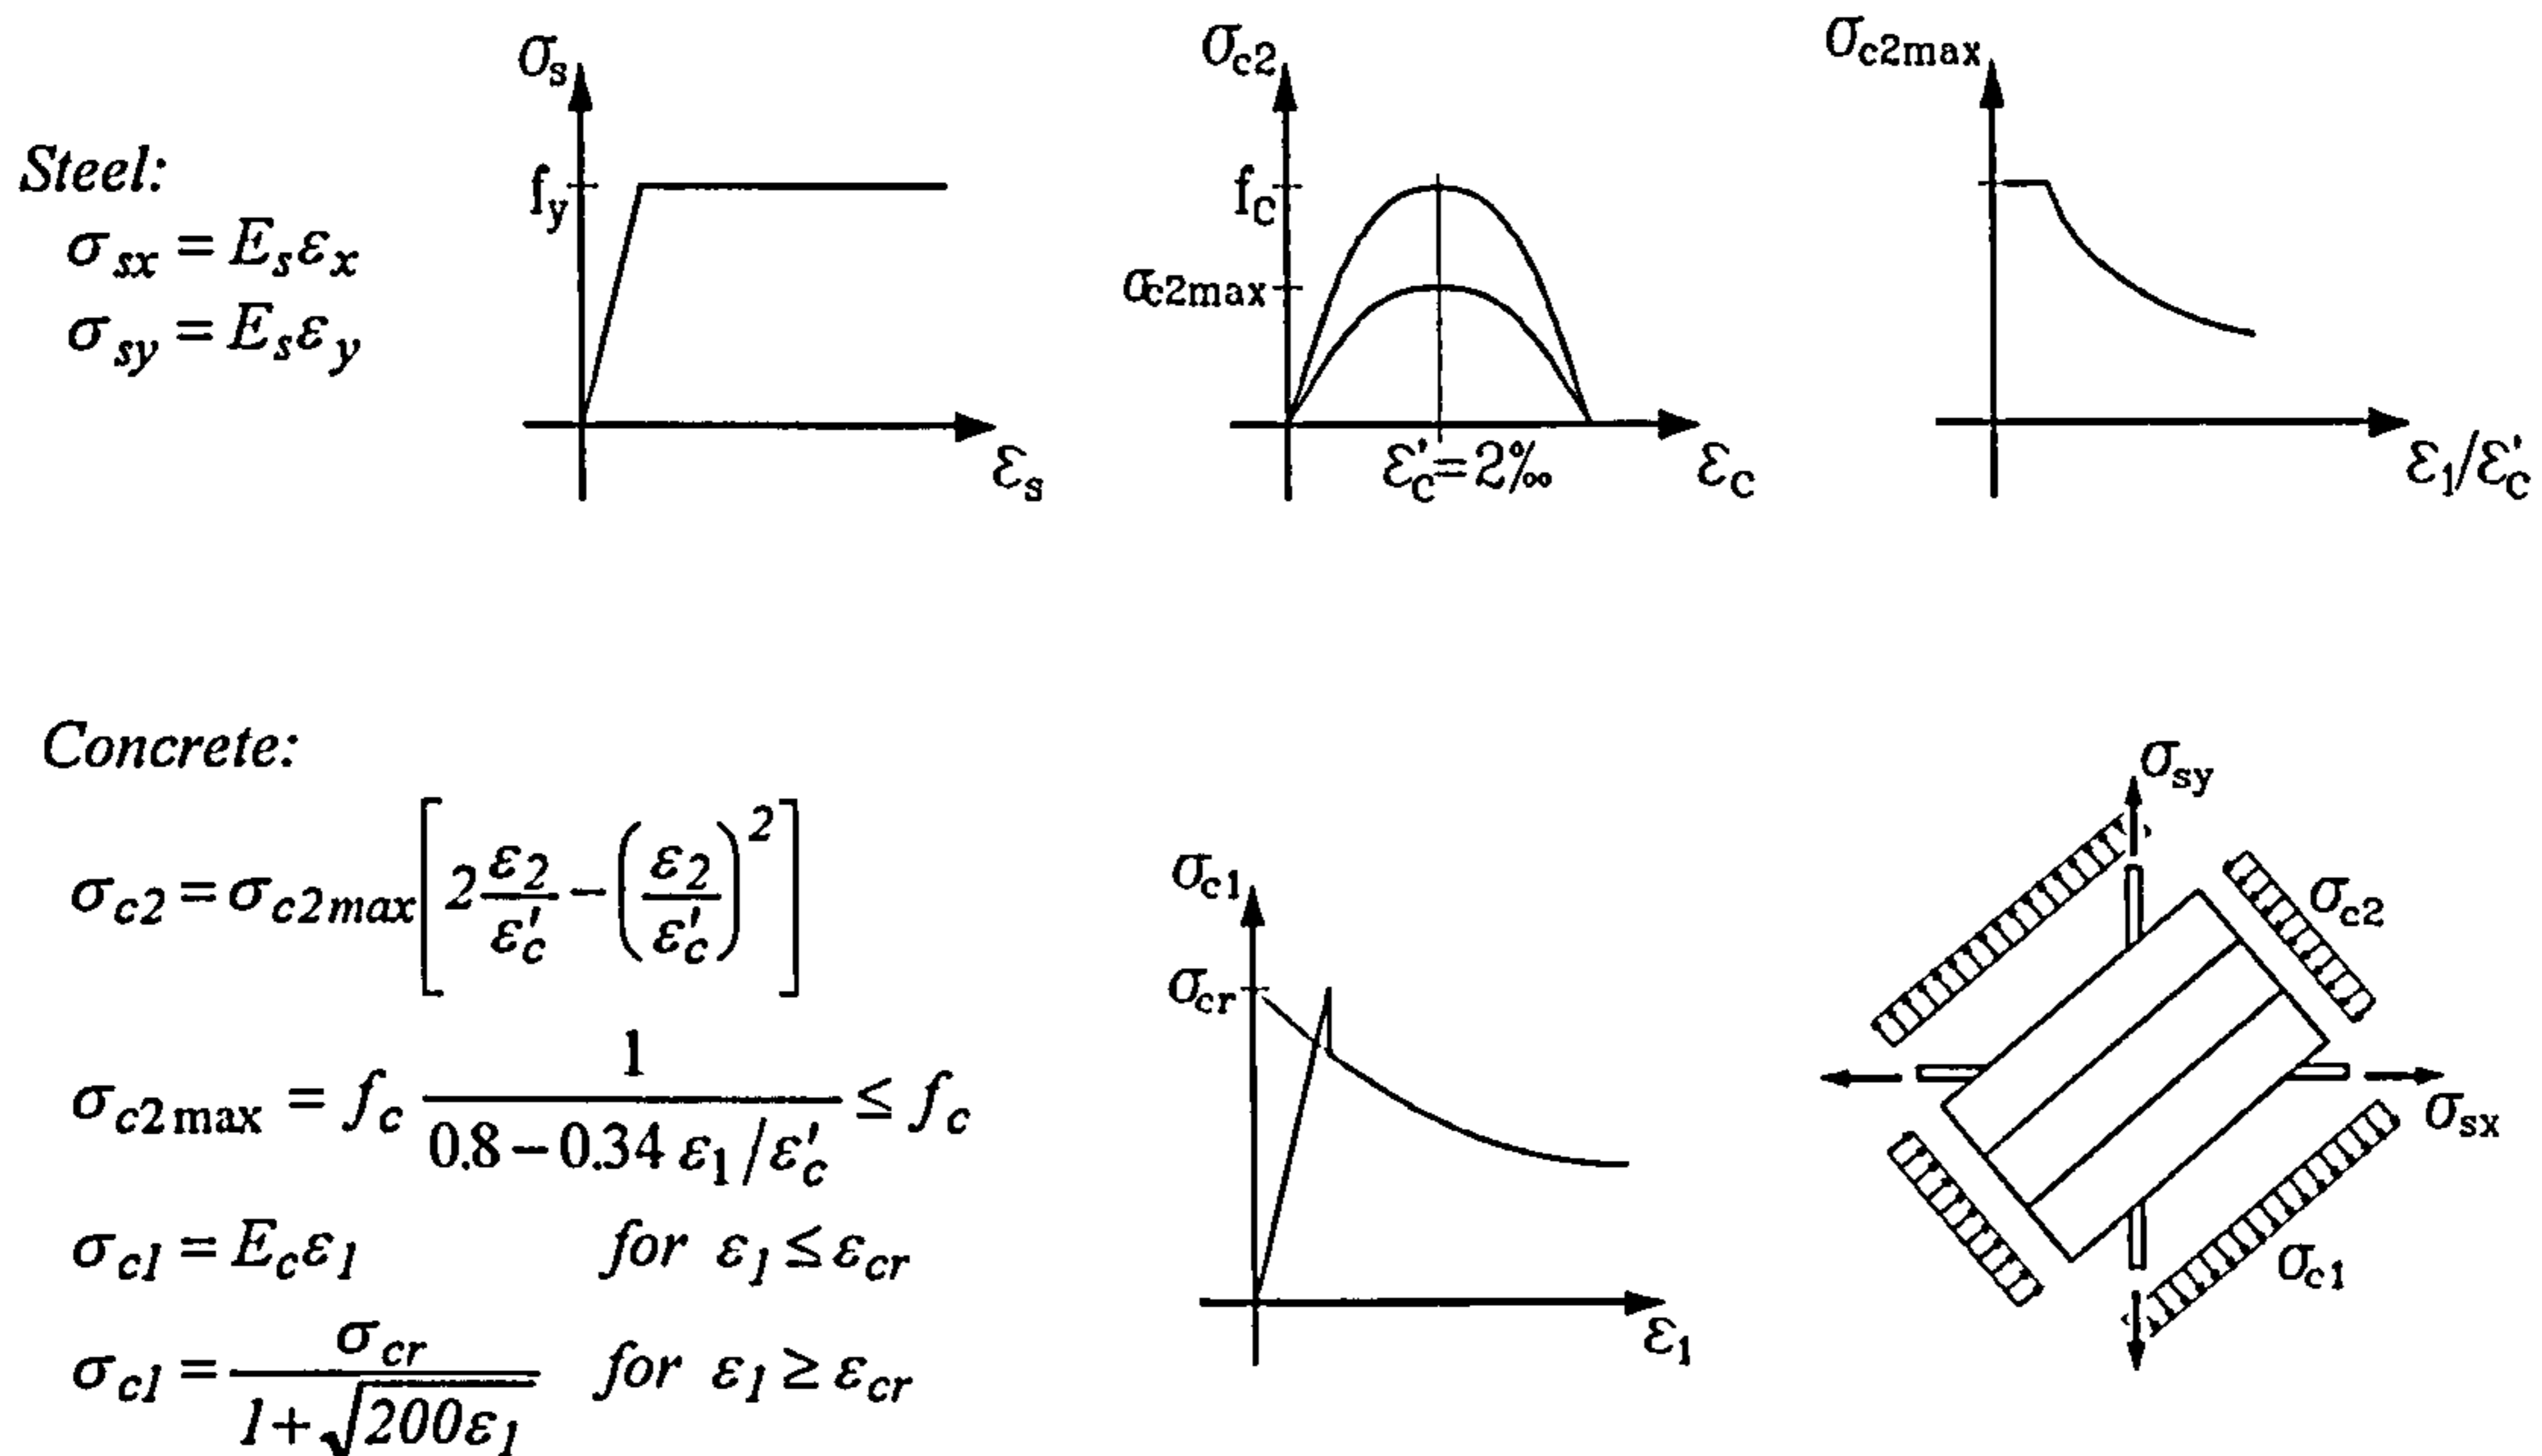 Steel:
σ_sx = E_s ε_x
σ_sy = E_s ε_y
σ_s
f_y
ε_s
σ_c2
f_c
σ_c2max
ε'_c=2‰
ε_c
σ_c2max
ε_1/ε'_c
Concrete:
σ_c2 = σ_c2max [ 2 ε_2/ε'_c − ( ε_2/ε'_c )^2 ]
σ_c2max = f_c 1/(0.8 − 0.34 ε_1/ε'_c) ≤ f_c
σ_c1 = E_c ε_1 for ε_1 ≤ ε_cr
σ_c1 = σ_cr/(1+√200ε_1) for ε_1 ≥ ε_cr
σ_c1
σ_cr
ε_1
σ_sy
σ_c2
σ_sx
σ_c1